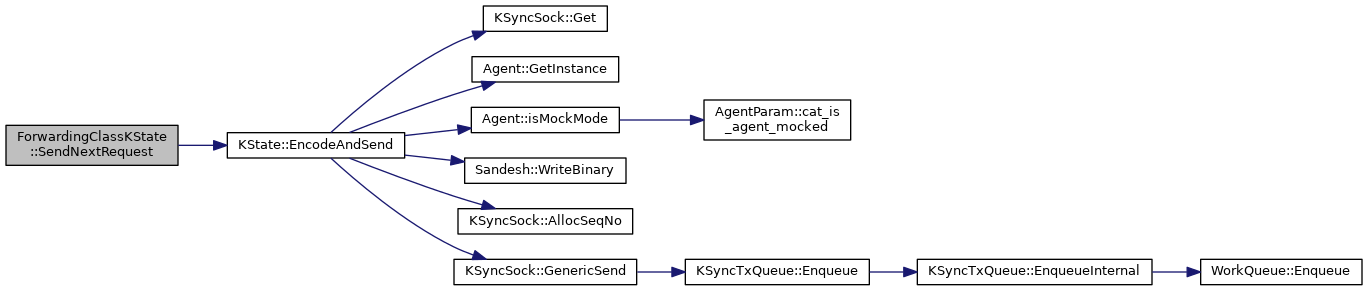 KSyncSock::Get
Agent::GetInstance
Agent::isMockMode
AgentParam::cat_is
_agent_mocked
ForwardingClassKState
::SendNextRequest
KState::EncodeAndSend
Sandesh::WriteBinary
KSyncSock::AllocSeqNo
KSyncSock::GenericSend
KSyncTxQueue::Enqueue
KSyncTxQueue::EnqueueInternal
WorkQueue::Enqueue